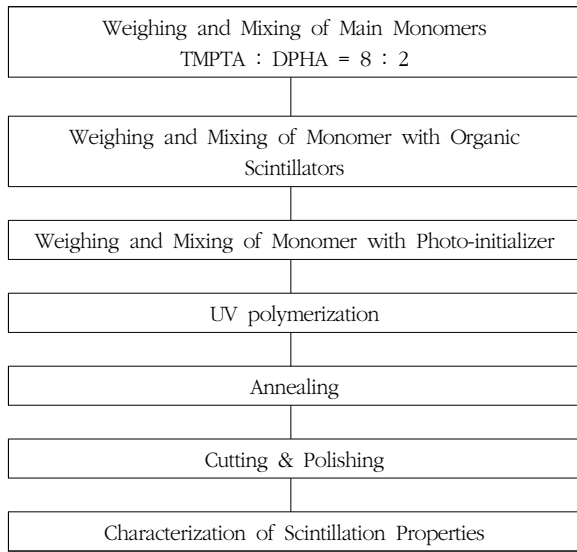 Weighing and Mixing of Main Monomers
TMPTA : DPHA = 8 : 2
Weighing and Mixing of Monomer with Organic
Scintillators
Weighing and Mixing of Monomer with Photo-initializer
UV polymerization
Annealing
Cutting & Polishing
Characterization of Scintillation Properties